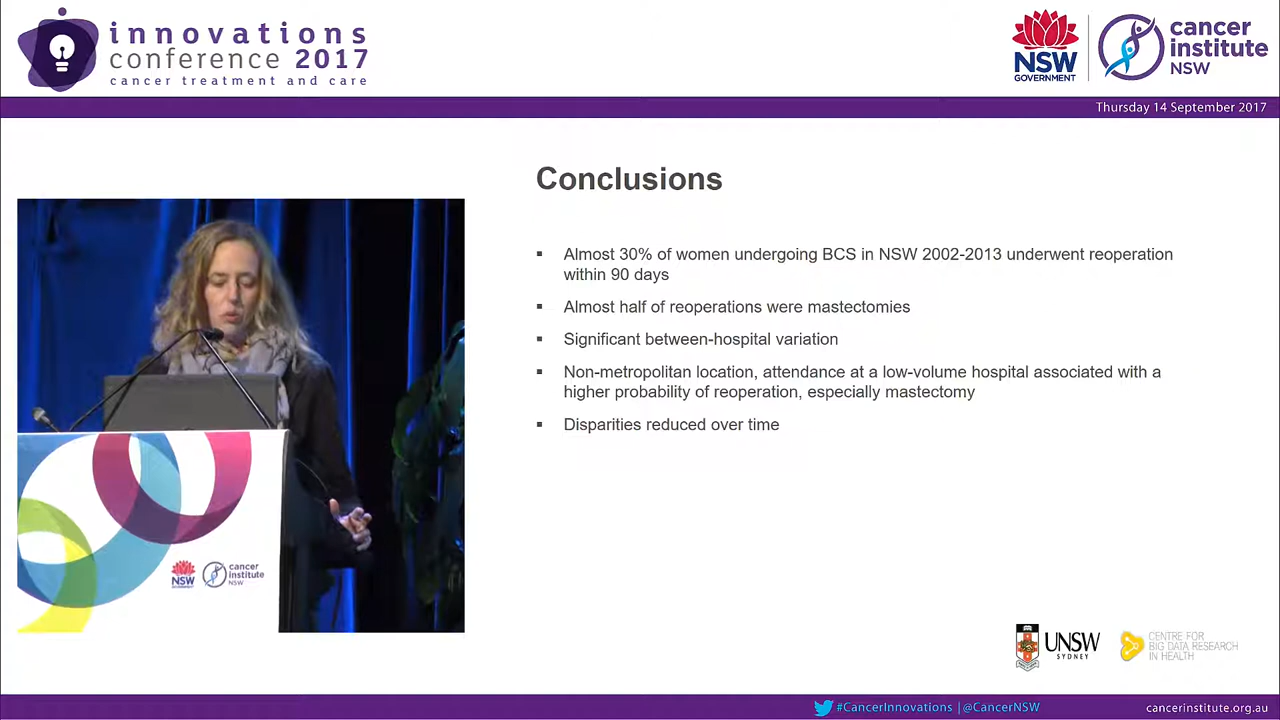 innovations
conference 2017
cancer treatment and care
NSW
GOVERNMENT
cancer
institute
NSW
Thursday 14 September 2017
Conclusions
▪ Almost 30% of women undergoing BCS in NSW 2002-2013 underwent reoperation
within 90 days
▪ Almost half of reoperations were mastectomies
▪ Significant between-hospital variation
▪ Non-metropolitan location, attendance at a low-volume hospital associated with a
higher probability of reoperation, especially mastectomy
▪ Disparities reduced over time
NSW
GOVERNMENT
cancer
institute
NSW
UNSW
SYDNEY
CENTRE FOR
BIG DATA RESEARCH
IN HEALTH
#CancerInnovations | @CancerNSW
cancerinstitute.org.au